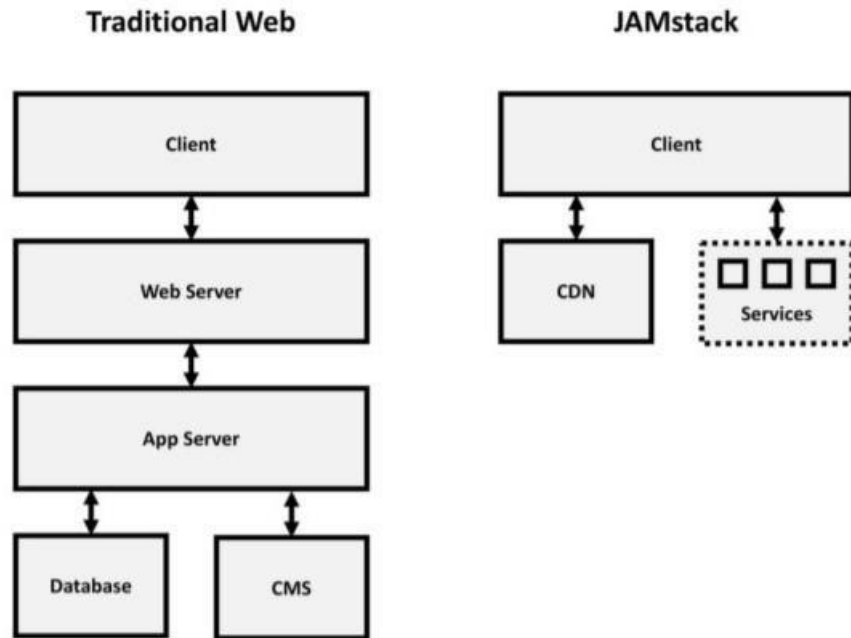 Traditional Web
JAMstack
Client
Client
Web Server
CDN
Services
App Server
Database
CMS